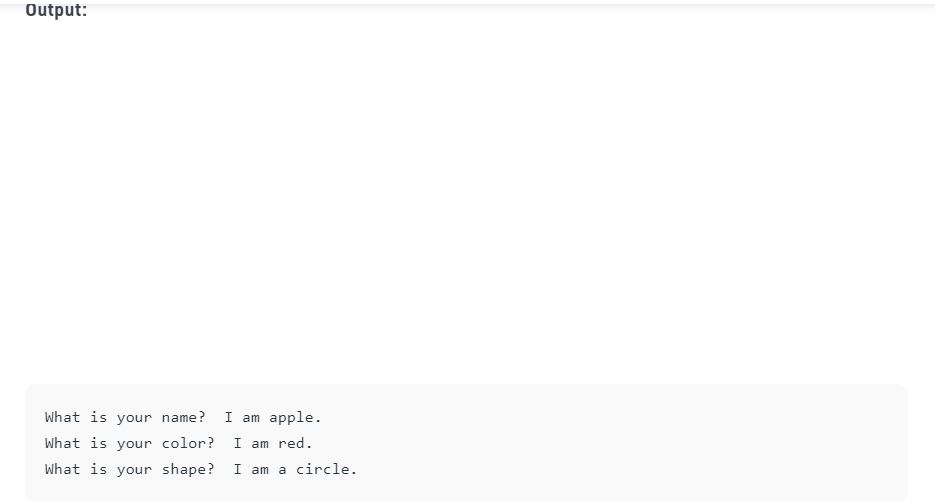 Output:
What is your name?  I am apple.
What is your color?  I am red.
What is your shape?  I am a circle.